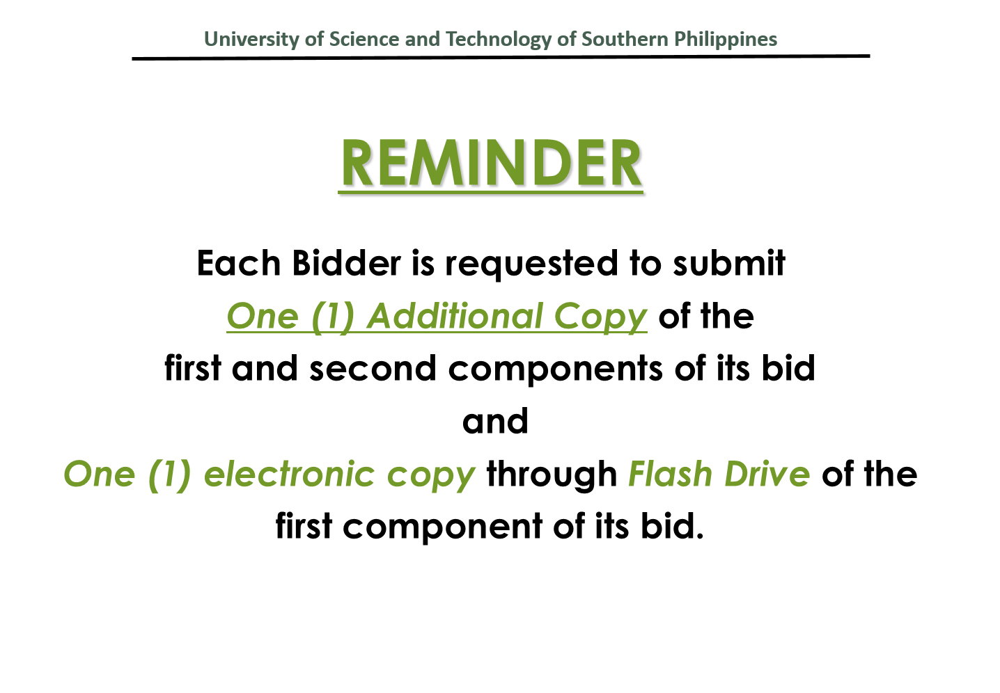 University of Science and Technology of Southern Philippines
REMINDER
Each Bidder is requested to submit
One (1) Additional Copy of the
first and second components of its bid
and
One (1) electronic copy through Flash Drive of the
first component of its bid.